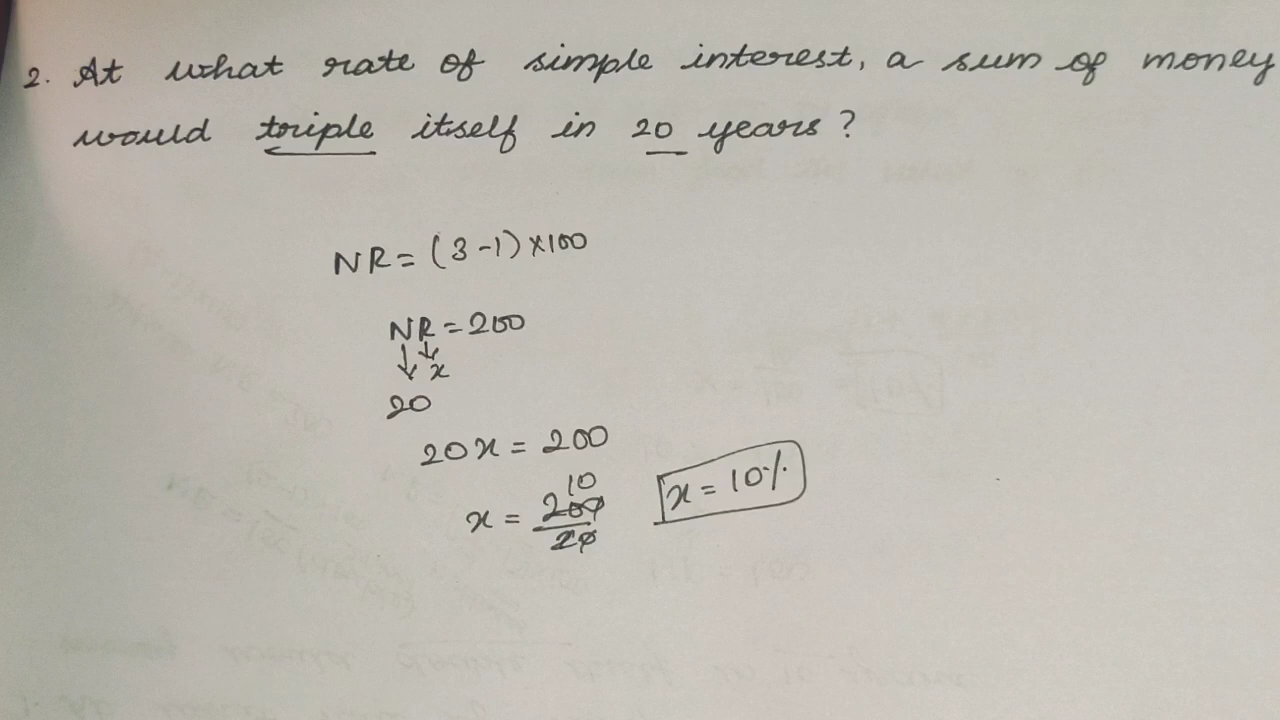 2. At what rate of simple interest, a sum of money
would triple itself in 20 years?
NR = (3-1)×100
NR = 200
↓ ↓
x
20
20x = 200
10
x = 200/20
x = 10%